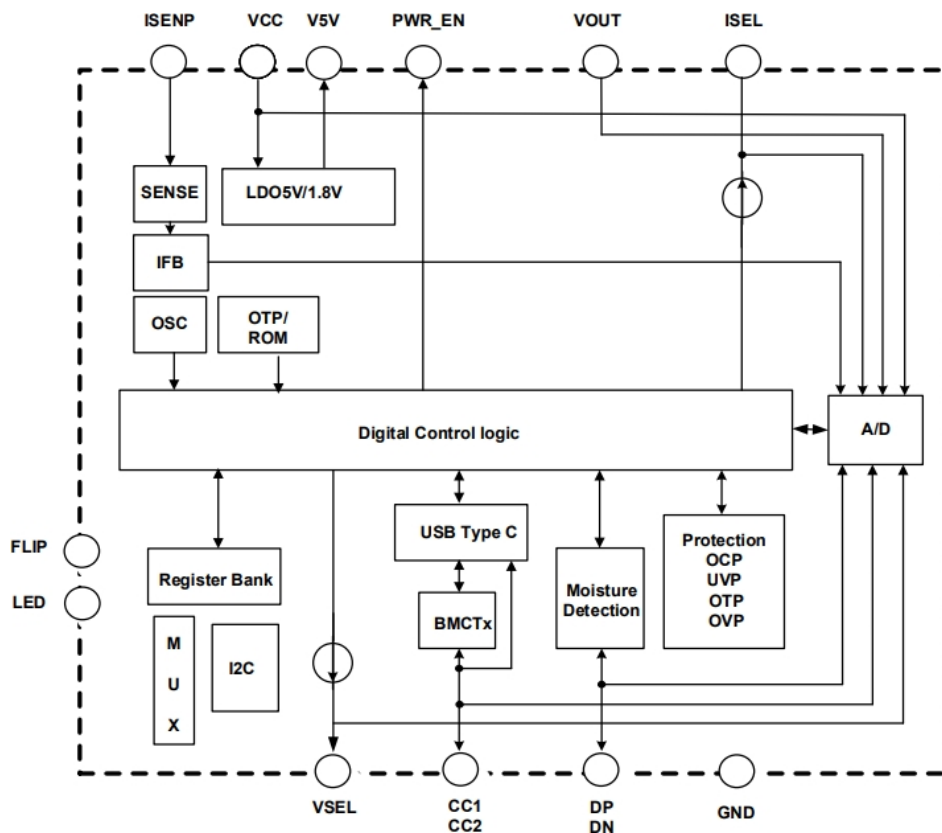 ISENP VCC V5V PWR_EN VOUT ISEL
SENSE
LDO5V/1.8V
IFB
OSC
OTP/
ROM
Digital Control logic
A/D
FLIP
LED
Register Bank
USB Type C
BMCTx
Moisture
Detection
Protection
OCP
UVP
OTP
OVP
M
U
X
I2C
VSEL
CC1
CC2
DP
DN
GND